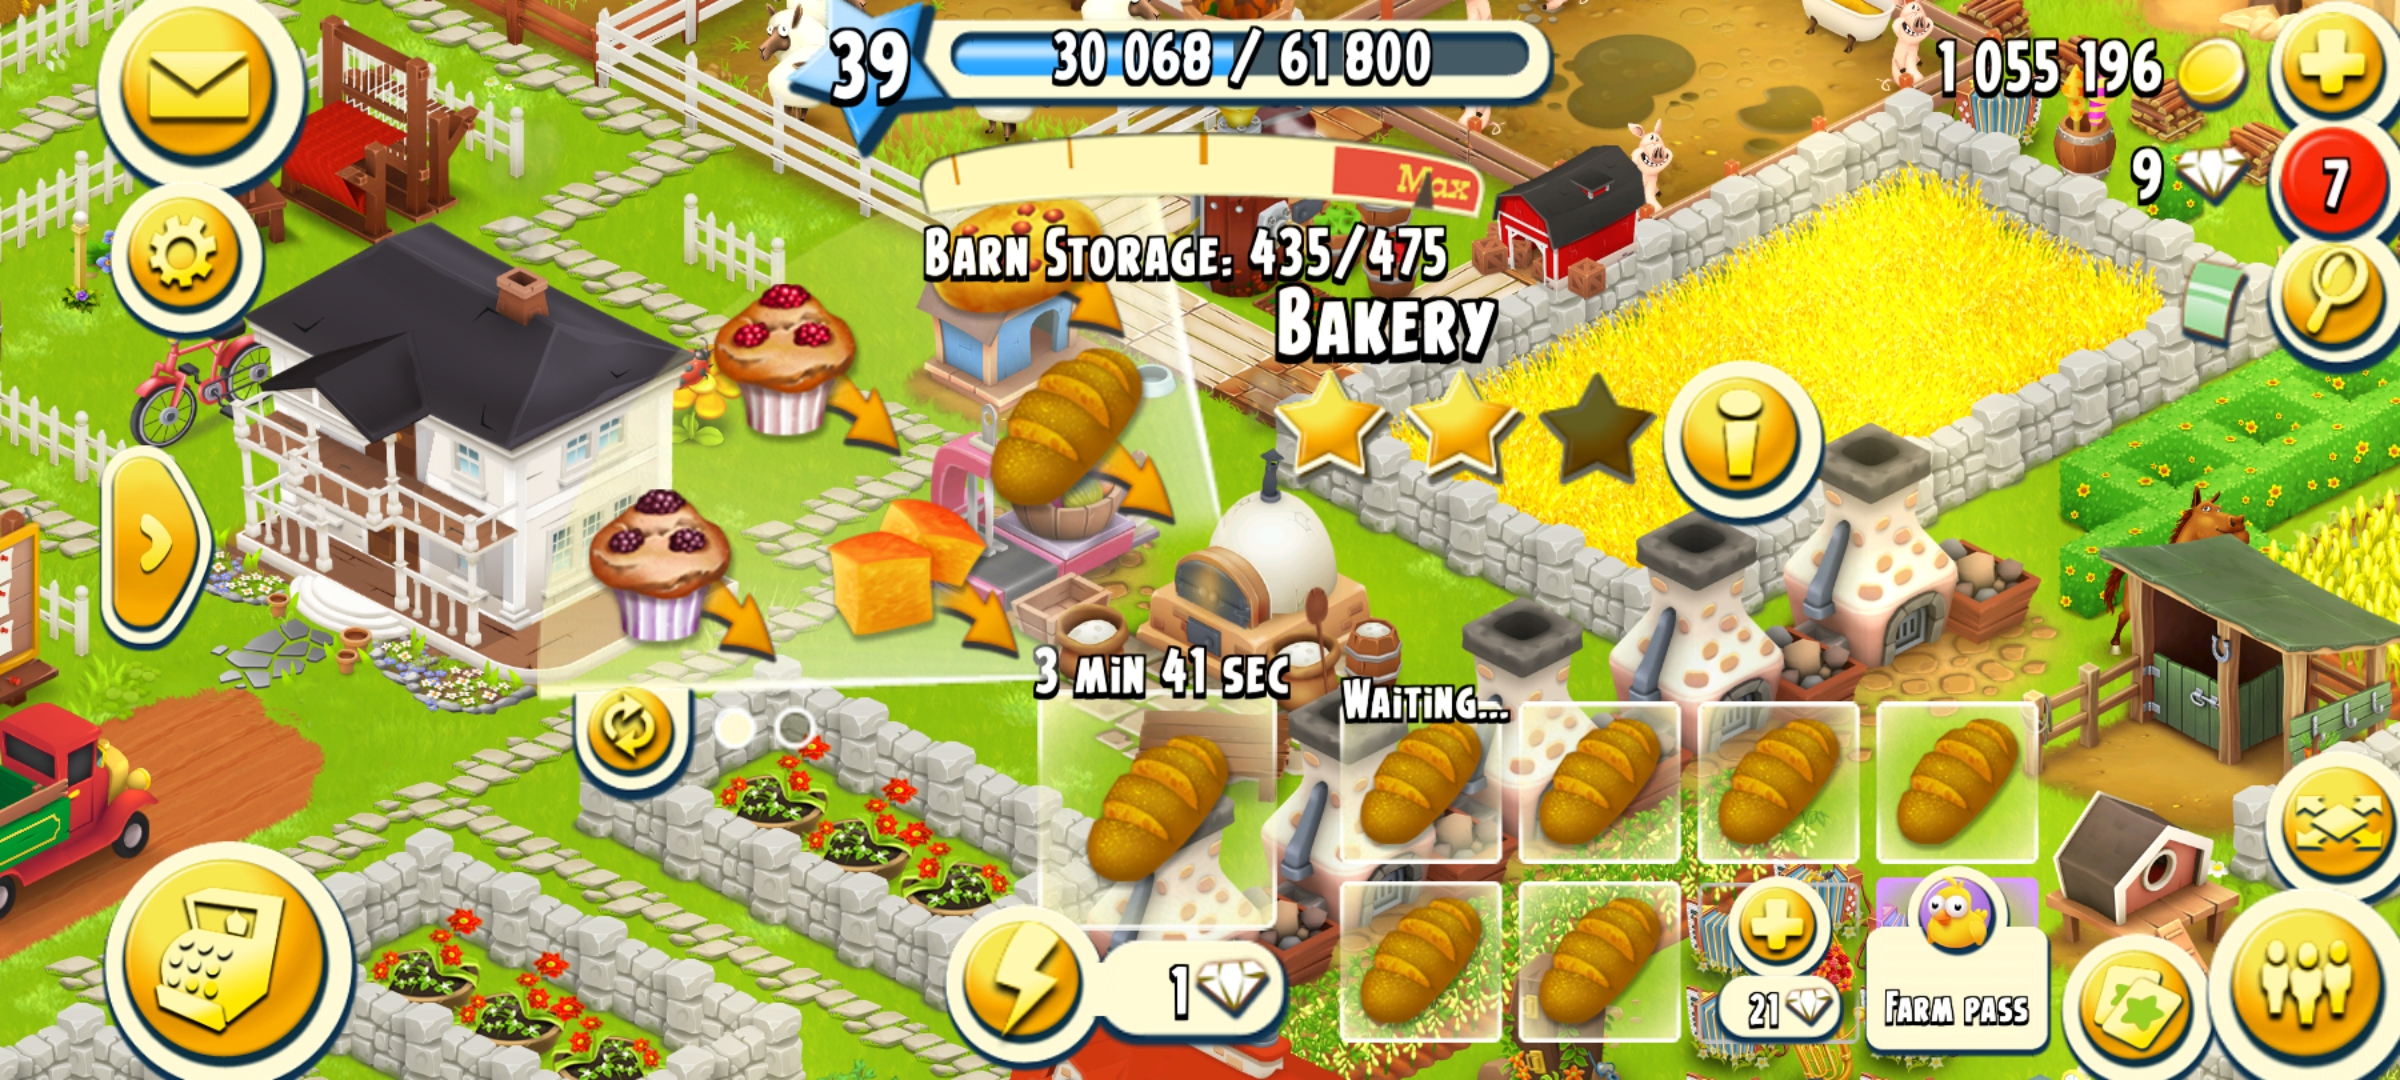 39
30 068 / 61 800
1 055 196
9
7
Max
Barn Storage: 435/475
Bakery
3 min 41 sec
Waiting...
1
21
Farm pass